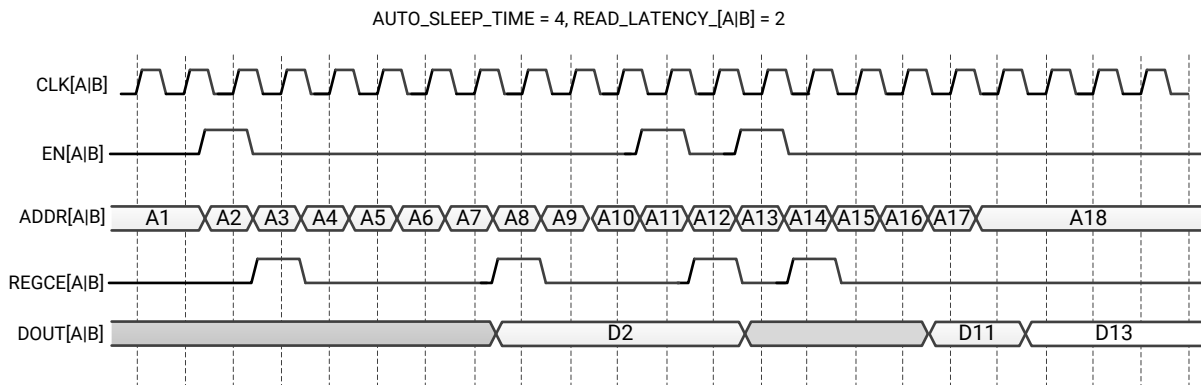 AUTO_SLEEP_TIME = 4, READ_LATENCY_[A|B] = 2
CLK[A|B]
EN[A|B]
ADDR[A|B] A1 A2 A3 A4 A5 A6 A7 A8 A9 A10 A11 A12 A13 A14 A15 A16 A17 A18
REGCE[A|B]
DOUT[A|B] D2 D11 D13